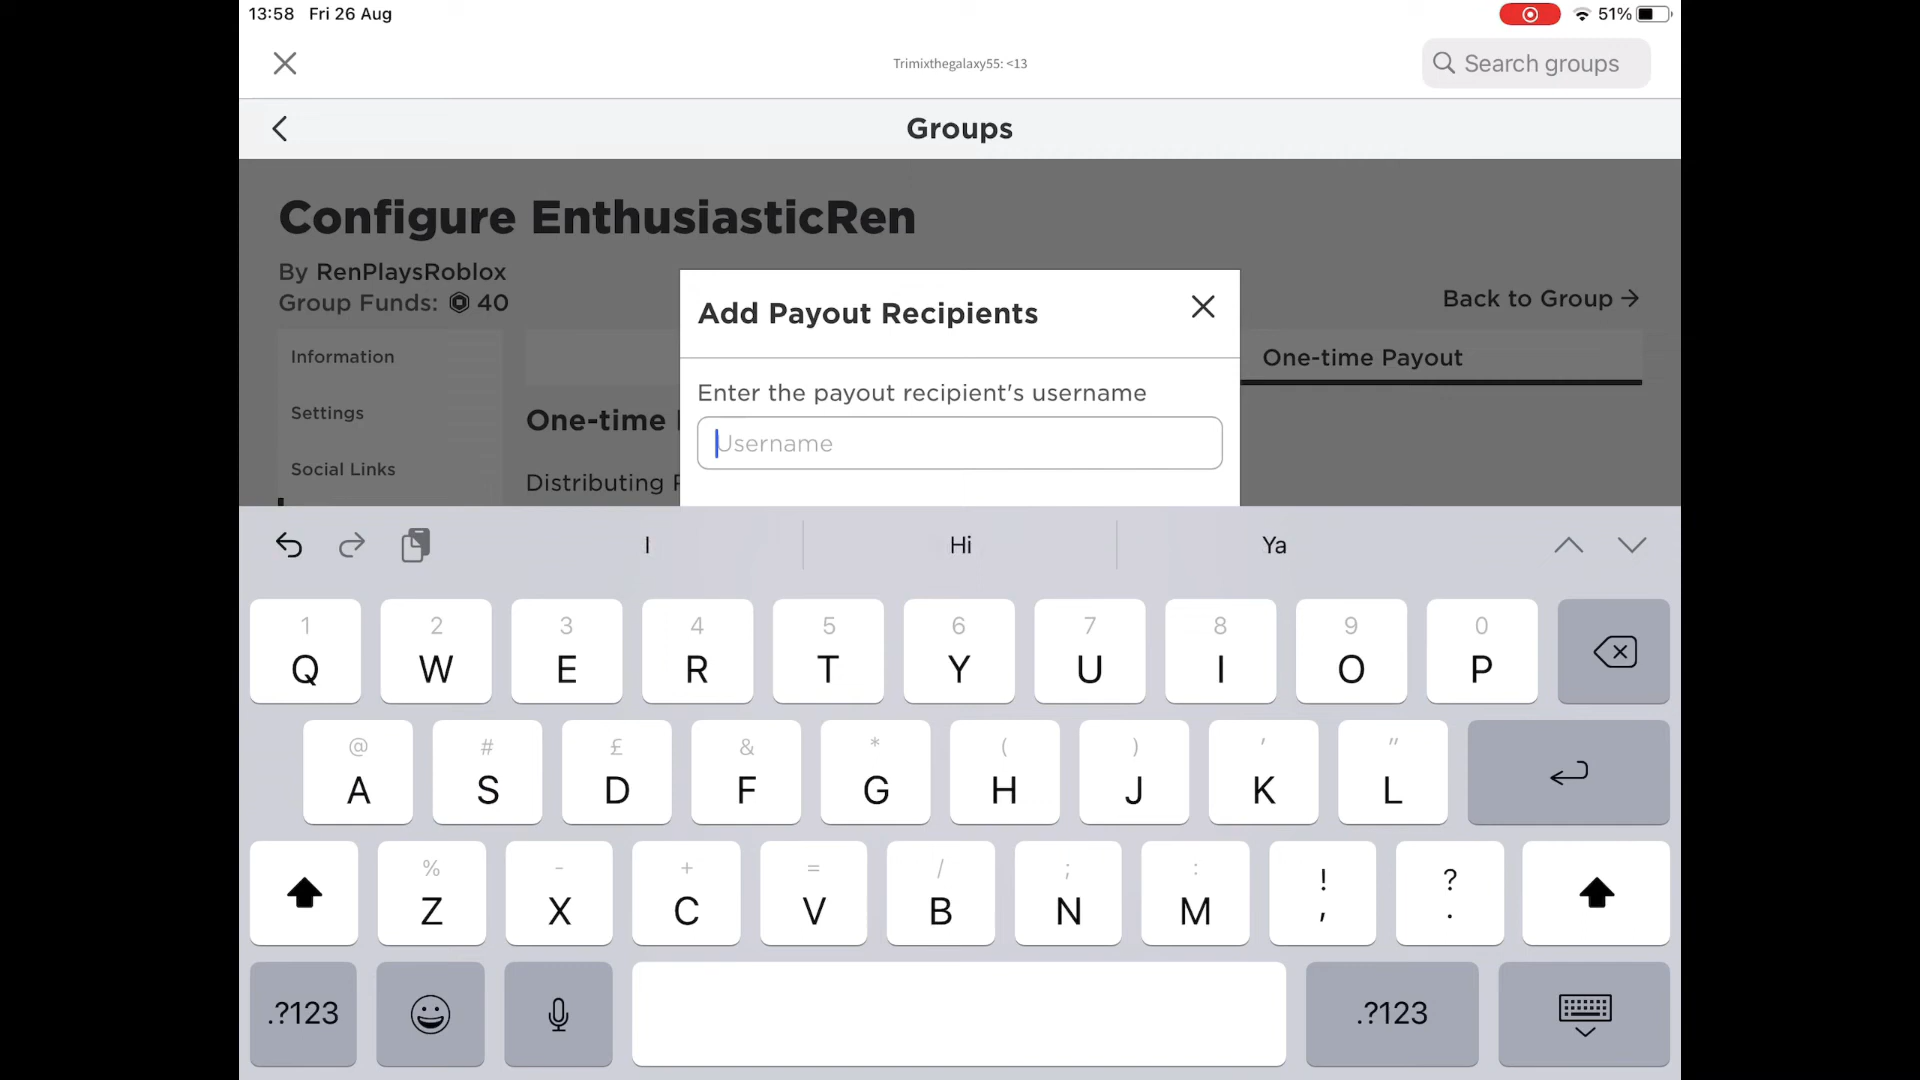 13:58 Fri 26 Aug 51%
Trimixthegalaxy55: <13
Search groups
Groups
Configure EnthusiasticRen
By RenPlaysRoblox
Group Funds: 40
Back to Group →
Add Payout Recipients
Information
One-time Payout
Enter the payout recipient's username
Settings
One-time
Username
Social Links
Distributing
I Hi Ya
1 2 3 4 5 6 7 8 9 0
Q W E R T Y U I O P
@ # £ & * ( ) ' "
A S D F G H J K L
% - + = / ; : ! ?
Z X C V B N M , .
.?123 .?123